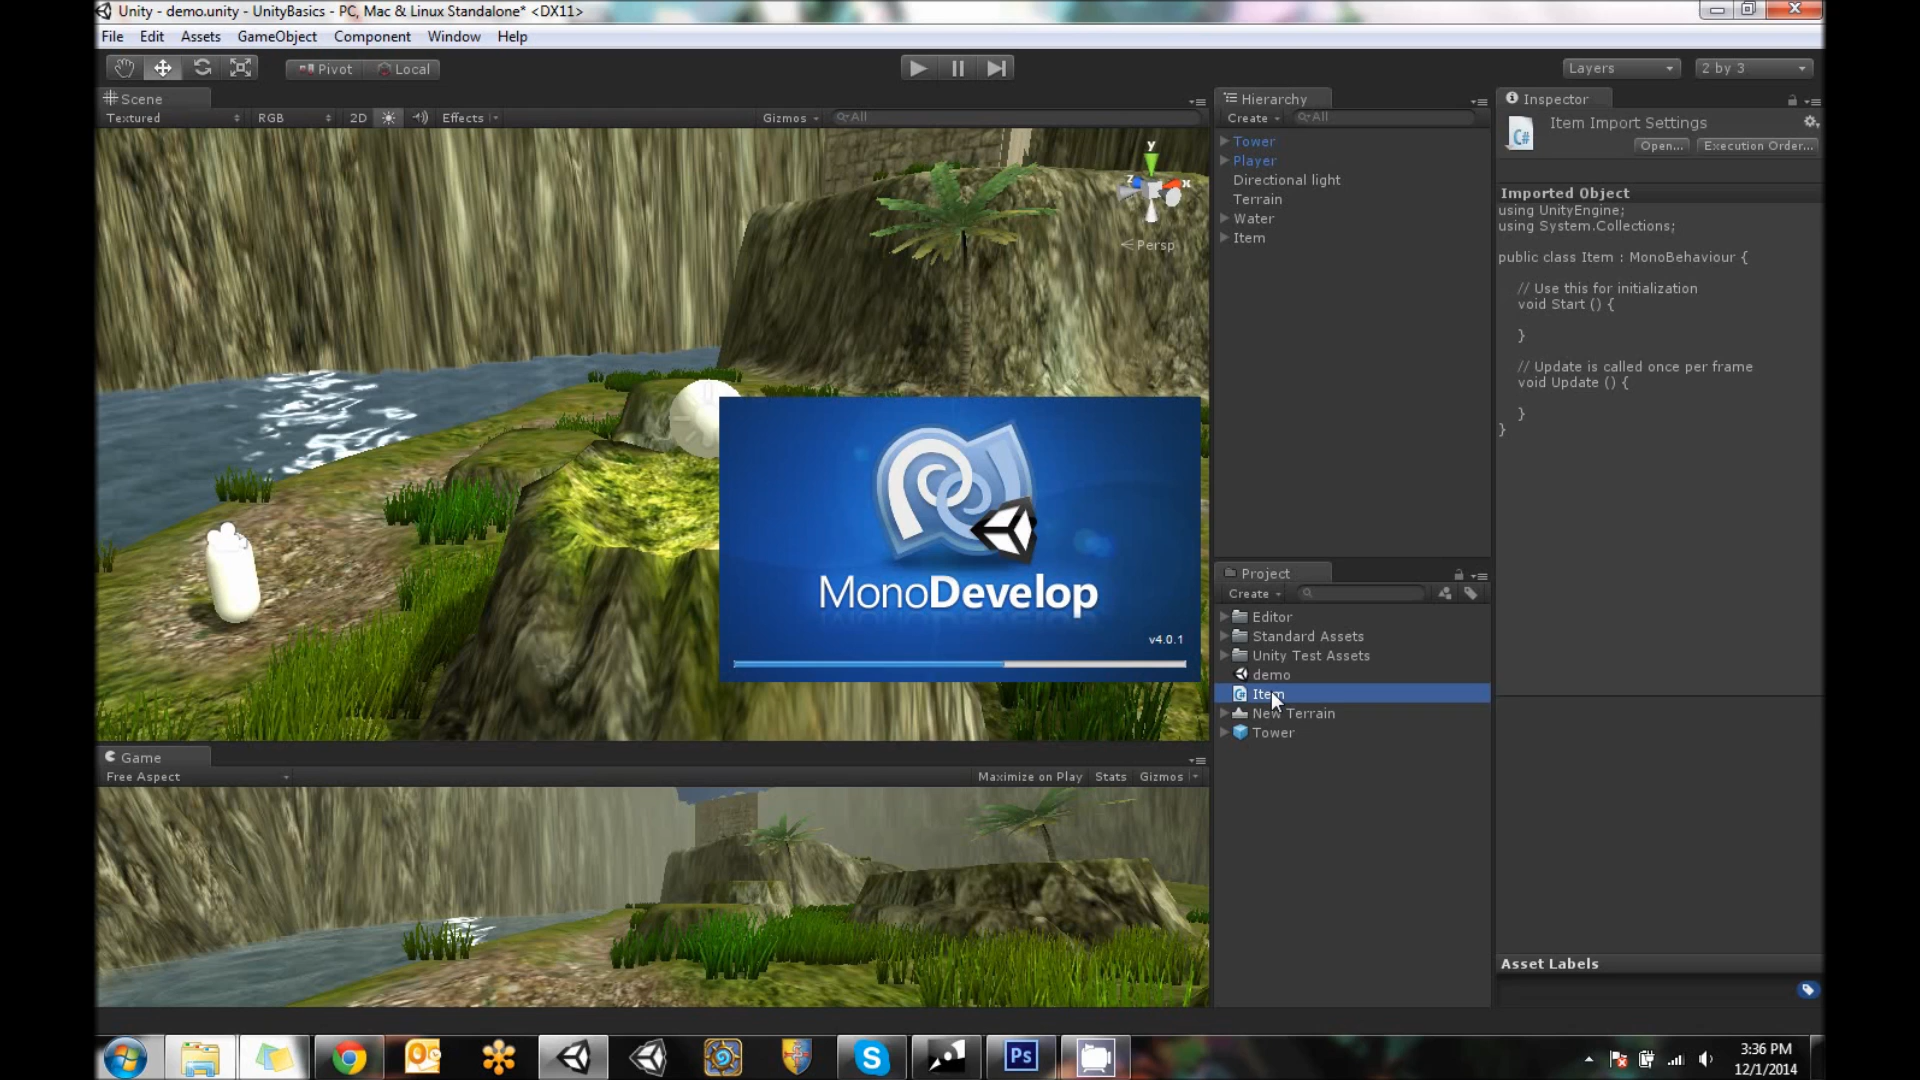 Unity - demo.unity - UnityBasics - PC, Mac & Linux Standalone* <DX11>
File Edit Assets GameObject Component Window Help
Pivot Local
Layers 2 by 3
Scene
Textured RGB 2D Effects Gizmos All
y
z
x
Persp
Hierarchy
Create All
Tower
Player
Directional light
Terrain
Water
Item
Inspector
Item Import Settings
C#
Open... Execution Order...
Imported Object
using UnityEngine;
using System.Collections;
public class Item : MonoBehaviour {
// Use this for initialization
void Start () {
}
// Update is called once per frame
void Update () {
}
}
MonoDevelop
v4.0.1
Project
Create
Editor
Standard Assets
Unity Test Assets
demo
Item
New Terrain
Tower
Game
Free Aspect Maximize on Play Stats Gizmos
Asset Labels
S
Ps
3:36 PM
12/1/2014